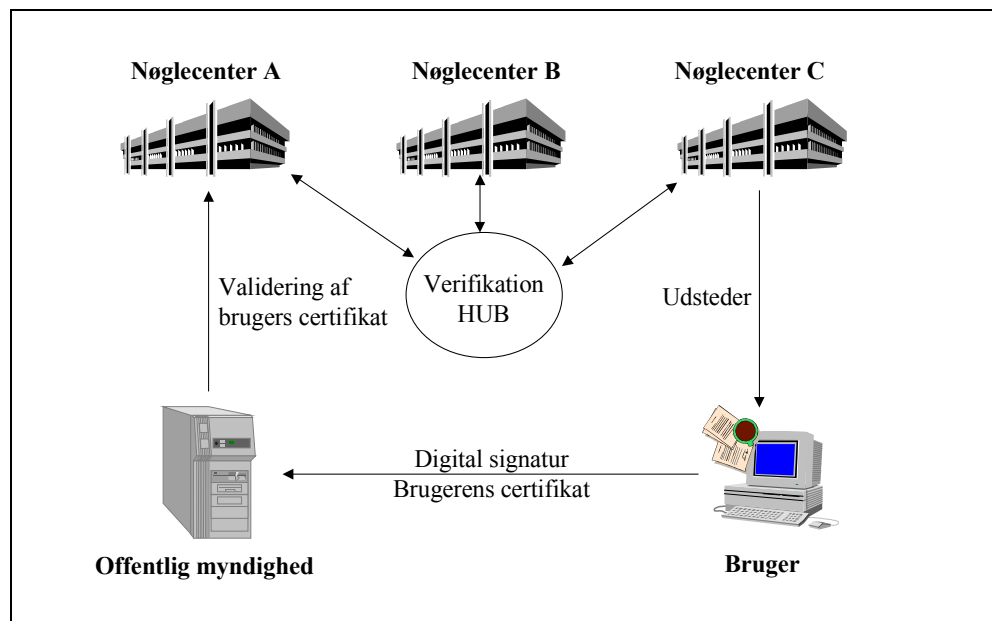 Nøglecenter A
Nøglecenter B
Nøglecenter C
Validering af
brugers certifikat
Verifikation
HUB
Udsteder
Digital signatur
Brugerens certifikat
Offentlig myndighed
Bruger